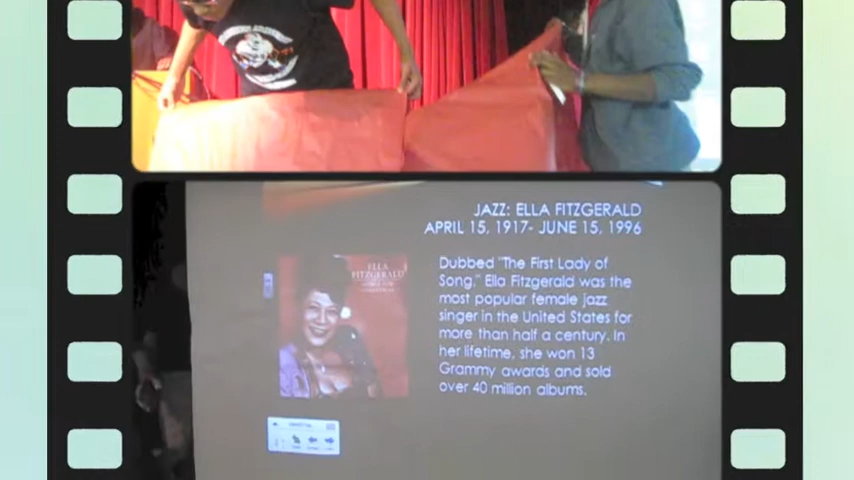 JAZZ: ELLA FITZGERALD
APRIL 15, 1917- JUNE 15, 1996
ELLA
FITZGERALD
Dubbed "The First Lady of
Song," Ella Fitzgerald was the
most popular female jazz
singer in the United States for
more than half a century. In
her lifetime, she won 13
Grammy awards and sold
over 40 million albums.